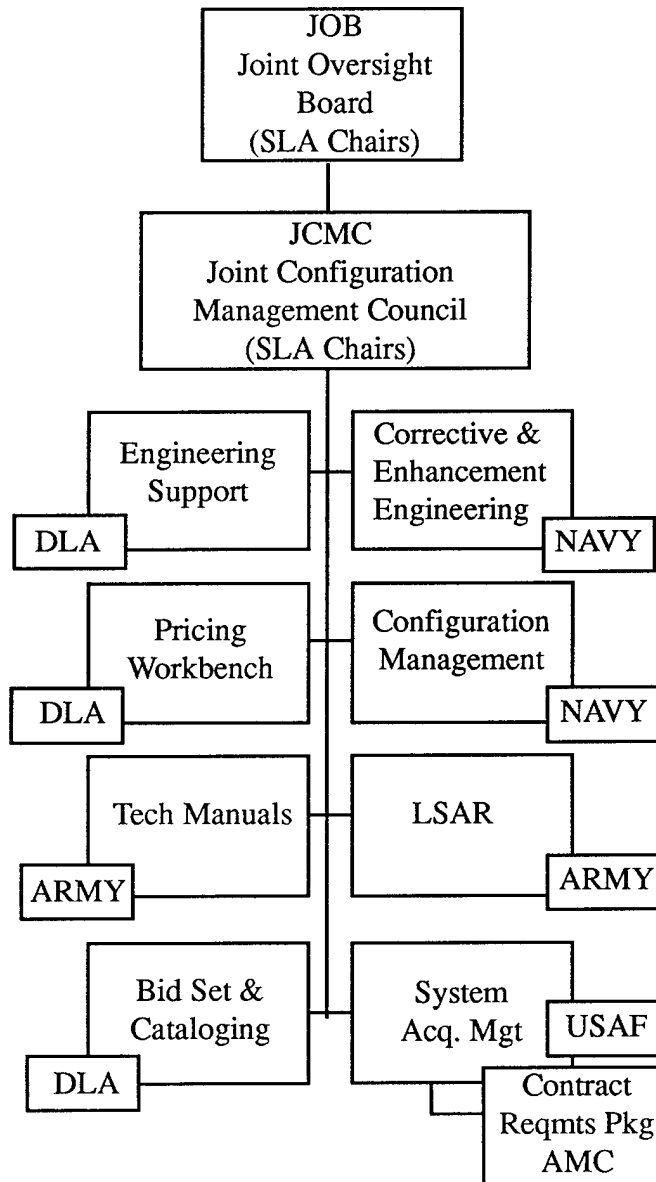 JOB
Joint Oversight
Board
(SLA Chairs)
JCMC
Joint Configuration
Management Council
(SLA Chairs)
Engineering
Support
DLA
Corrective &
Enhancement
Engineering
NAVY
Pricing
Workbench
DLA
Configuration
Management
NAVY
Tech Manuals
ARMY
LSAR
ARMY
Bid Set &
Cataloging
DLA
System
Acq. Mgt
USAF
Contract
Reqmts Pkg
AMC